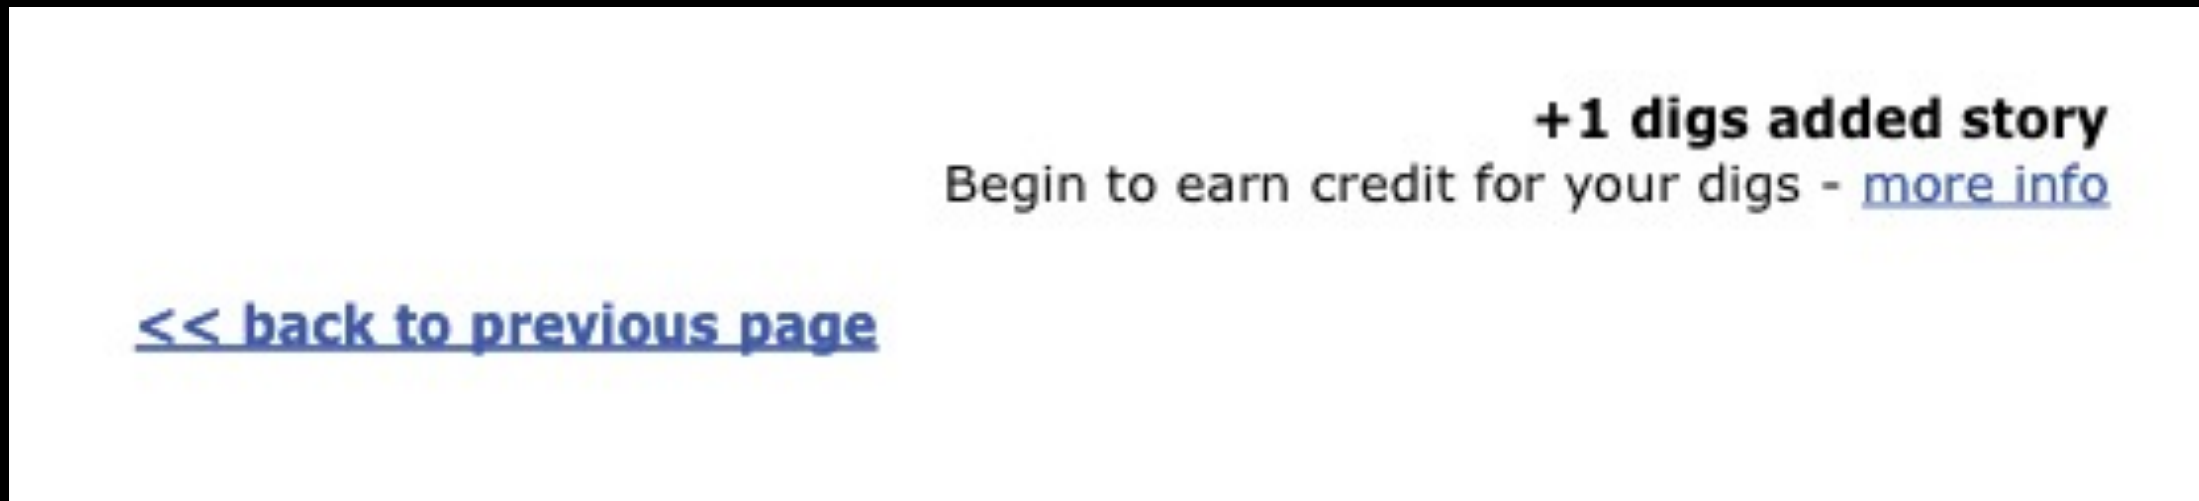 +1 digs added story
Begin to earn credit for your digs - more info
<< back to previous page